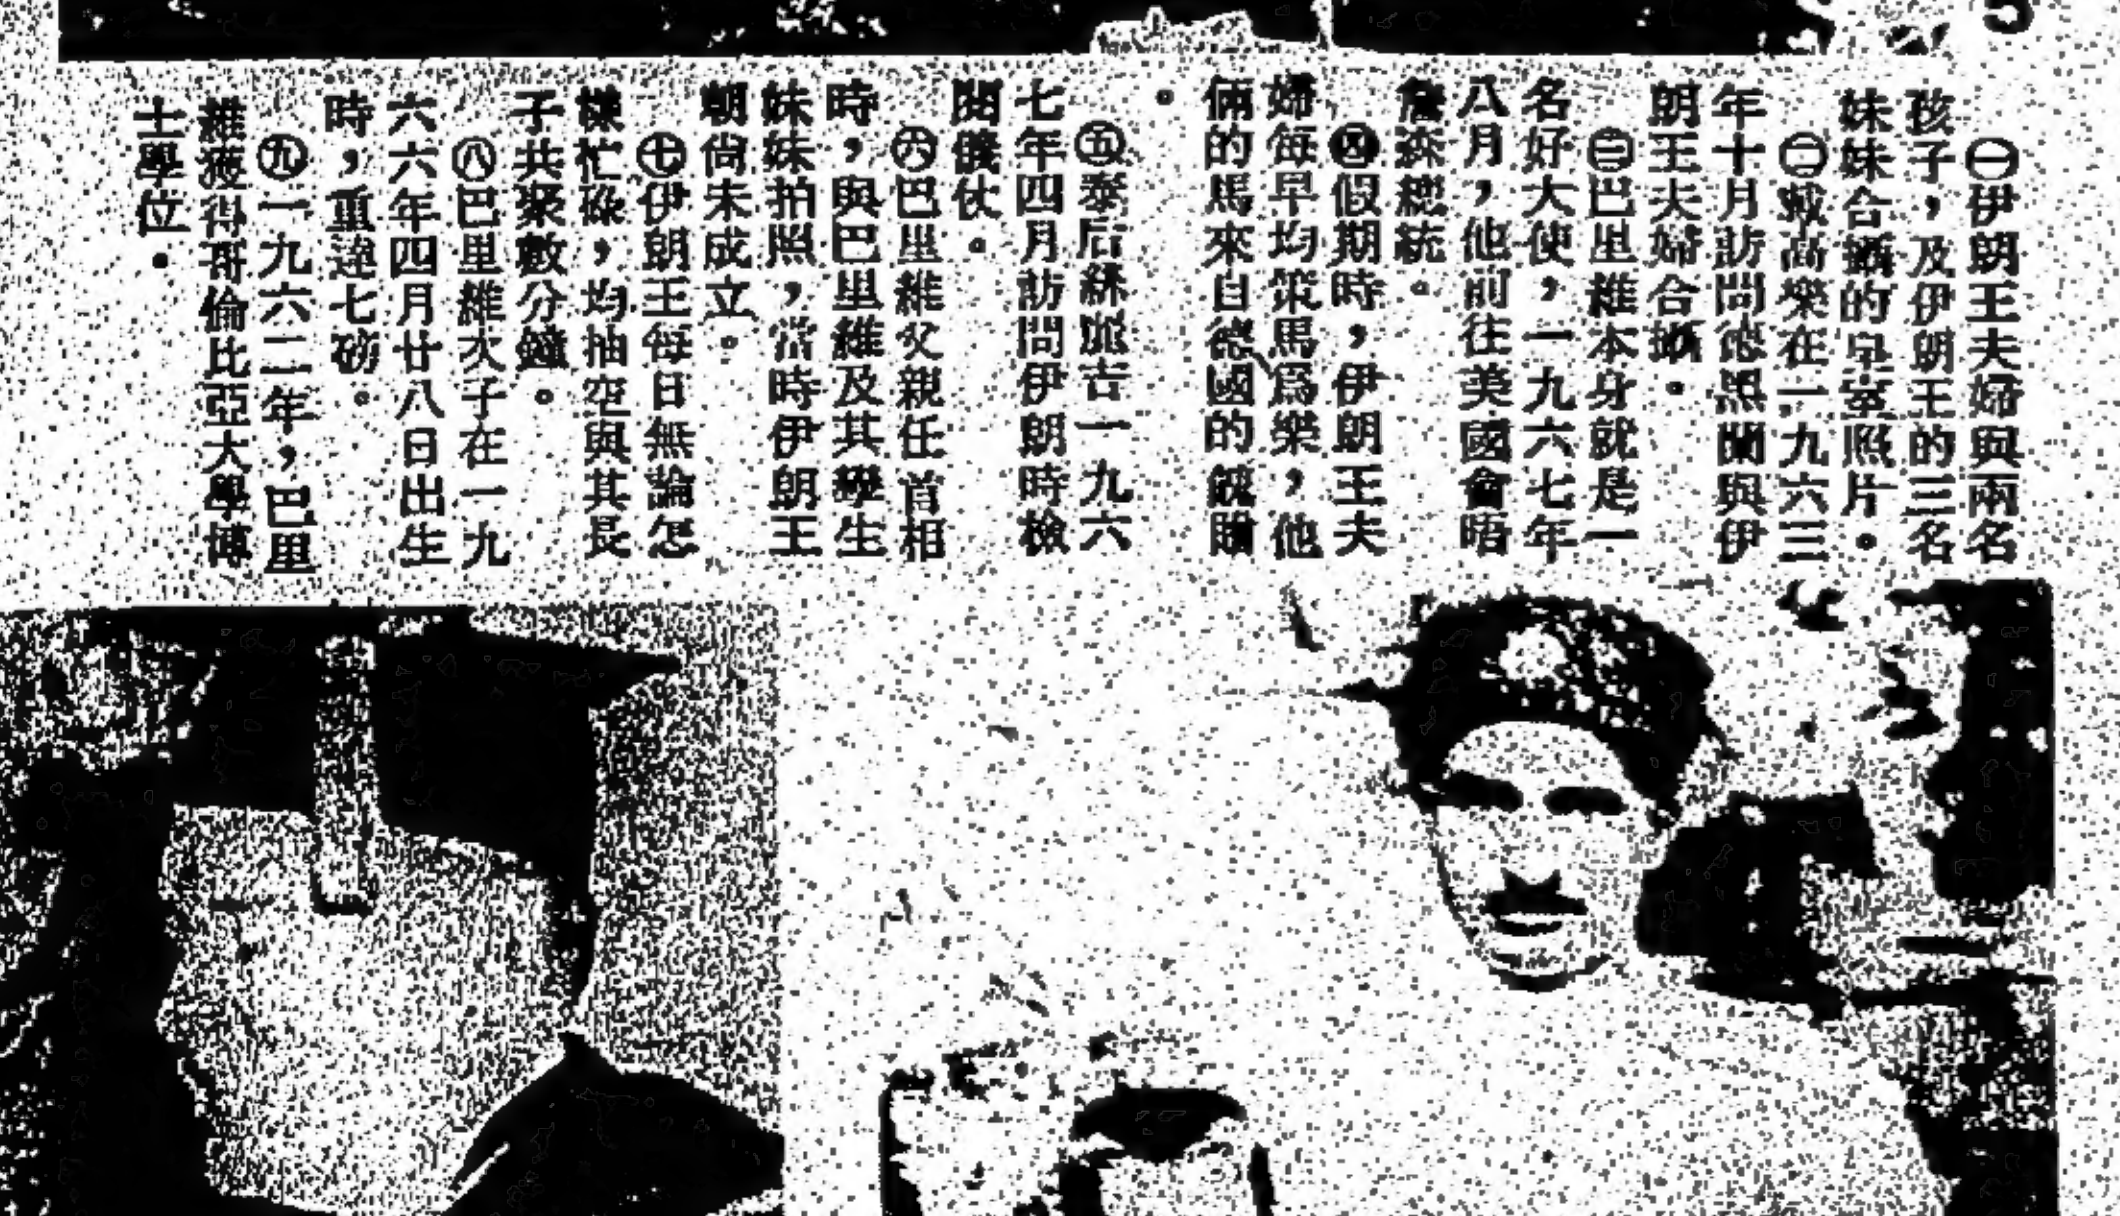 ㊀伊朗王夫婦與兩名
孩子，及伊朗王的三名
妹妹合攝的皇室照片。
㊁戴高樂在一九六三
年十月訪問德黑蘭與伊
朗王夫婦合攝。
㊂巴里維本身就是一
名好大使，一九六七年
八月，他前往美國會晤
詹森總統。
㊃假期時，伊朗王夫
婦每早均策馬爲樂，他
倆的馬來自德國的餽贈
。
㊄泰后絲麗吉一九六
七年四月訪問伊朗時檢
閱儀仗。
㊅巴里維父親任首相
時，與巴里維及其孿生
妹妹拍照，當時伊朗王
朝尙未成立。
㊆伊朗王每日無論怎
樣忙碌，均抽空與其長
子共聚數分鐘。
㊇巴里維次子在一九
六六年四月廿八日出生
時，重達七磅。
㊈一九六二年，巴里
維獲得哥倫比亞大學博
士學位。